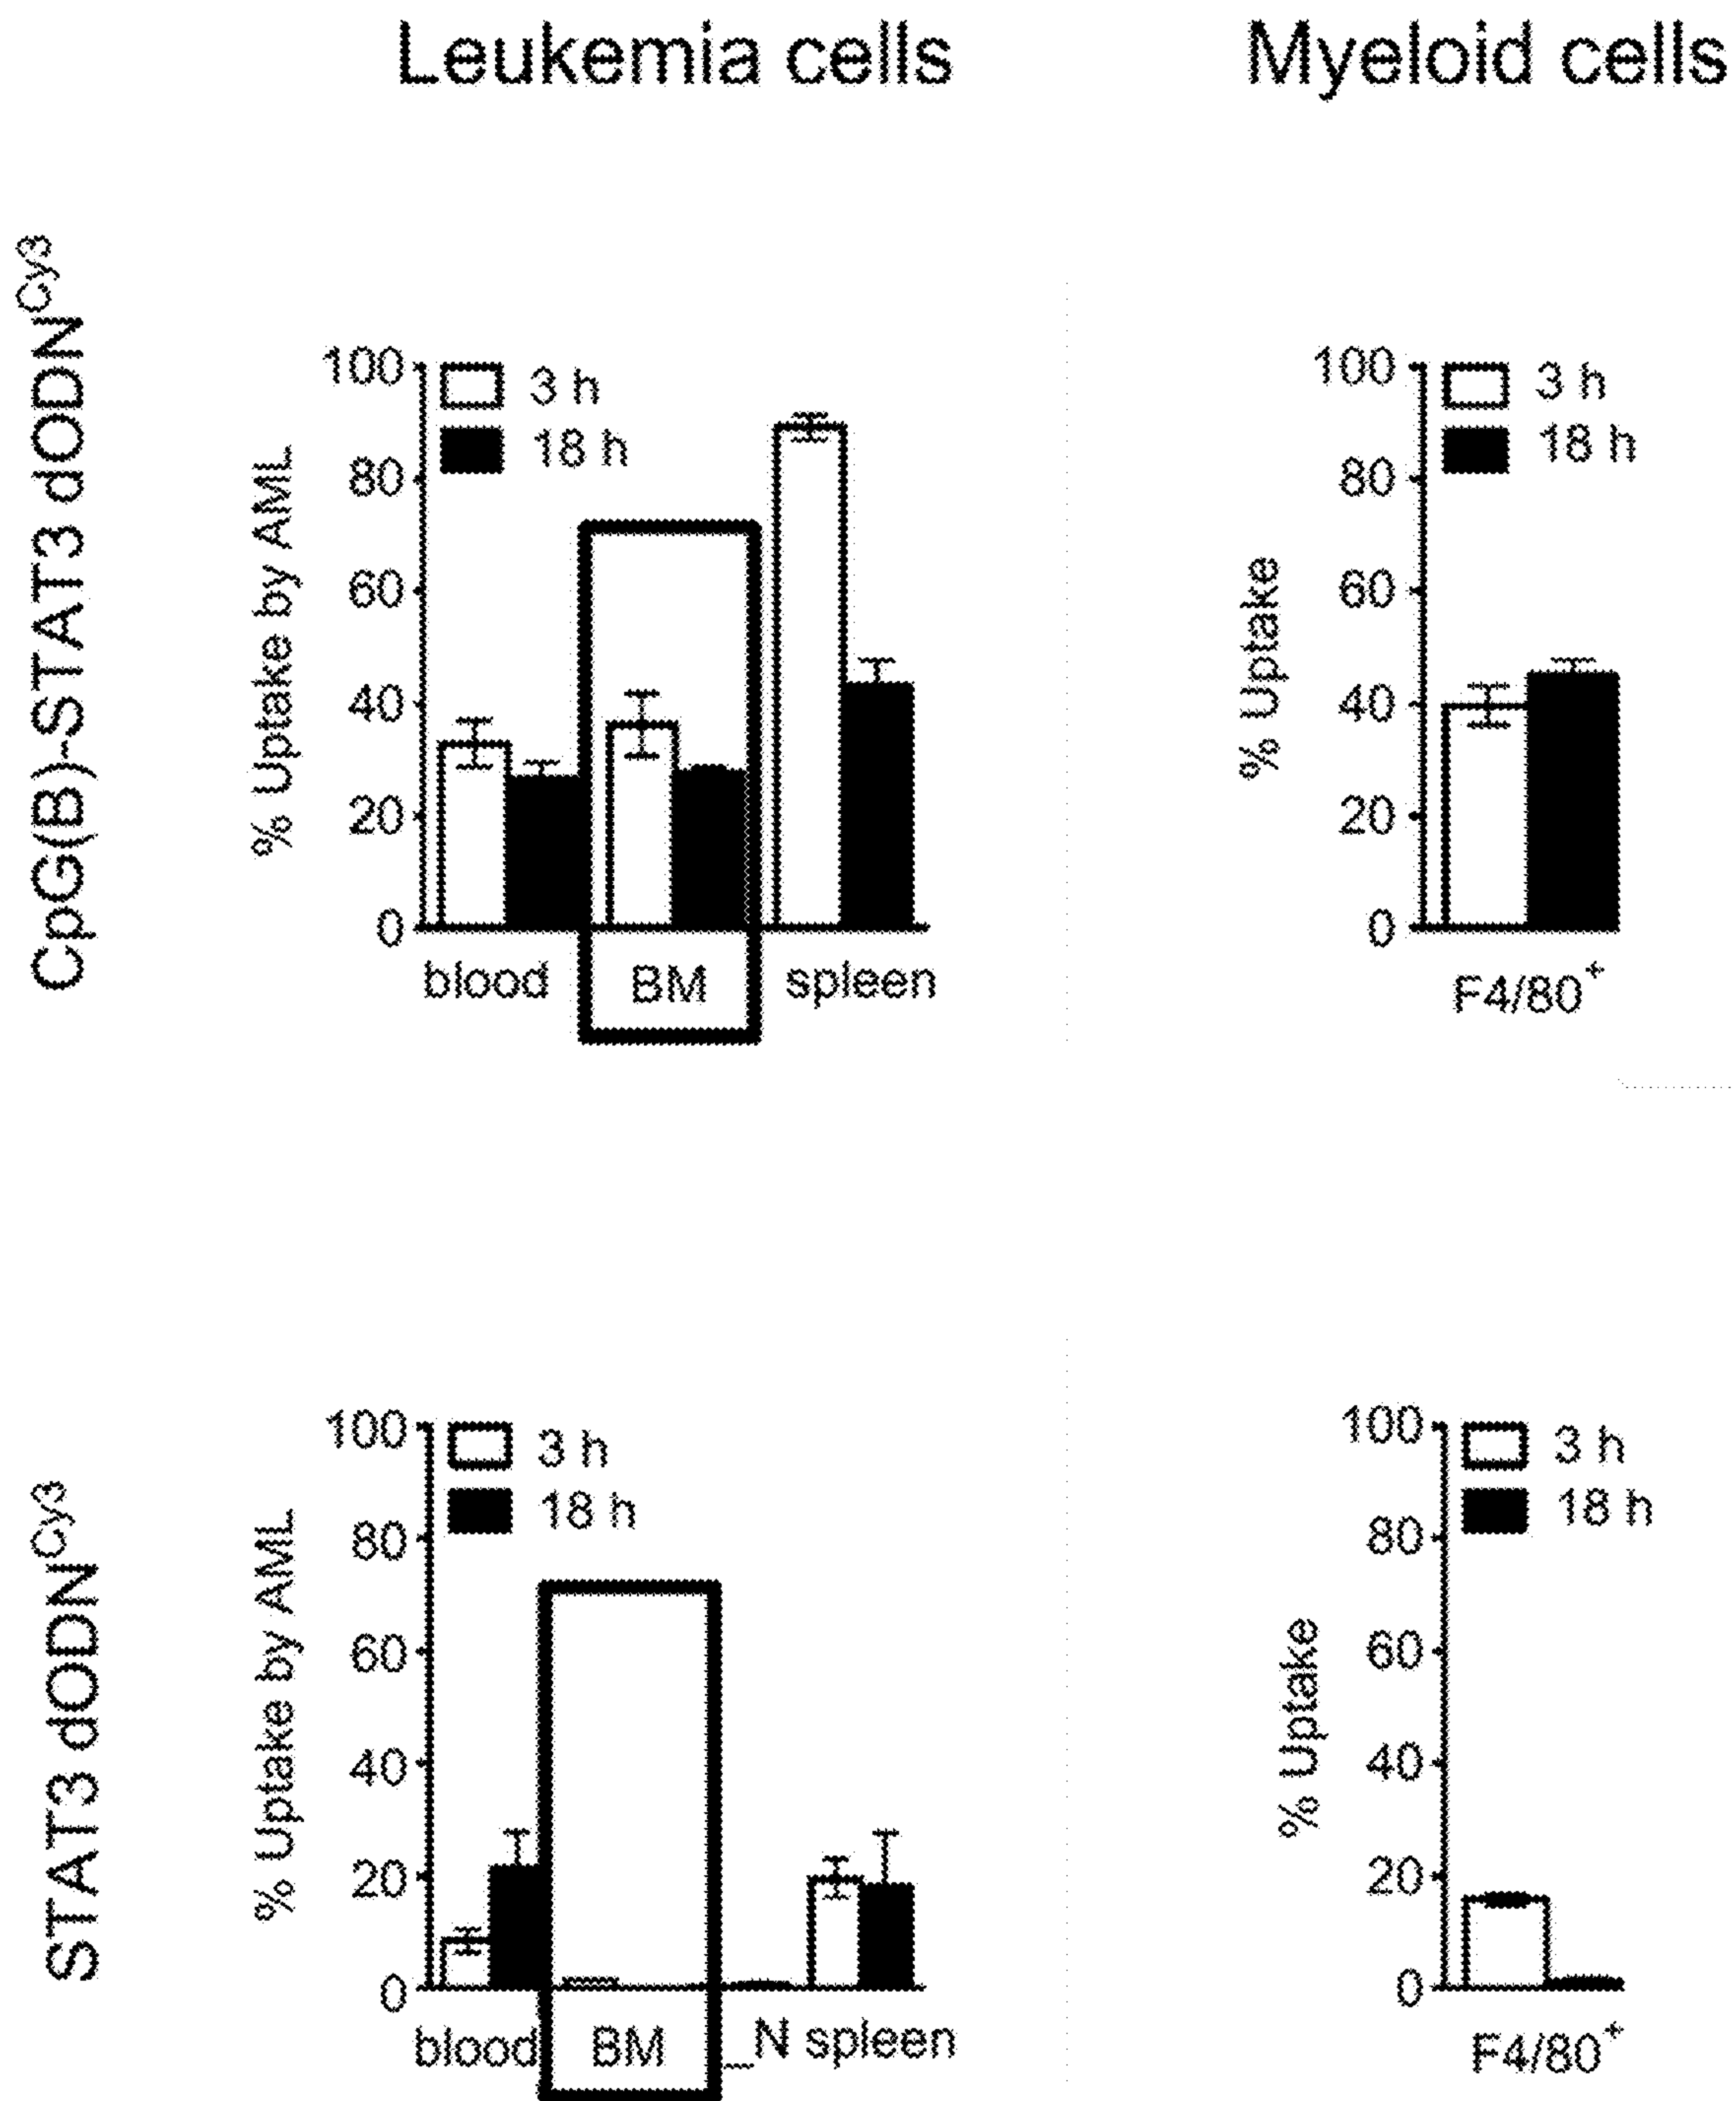 Leukemia cells
Myeloid cells
CpG(B)-STAT3 dODN^Cy3
% Uptake by AML
100
80
60
40
20
0
3 h
18 h
blood
BM
spleen
% Uptake
100
80
60
40
20
0
3 h
18 h
F4/80⁺
STAT3 dODN^Cy3
% Uptake by AML
100
80
60
40
20
0
3 h
18 h
blood
BM
_N spleen
% Uptake
100
80
60
40
20
0
3 h
18 h
F4/80⁺